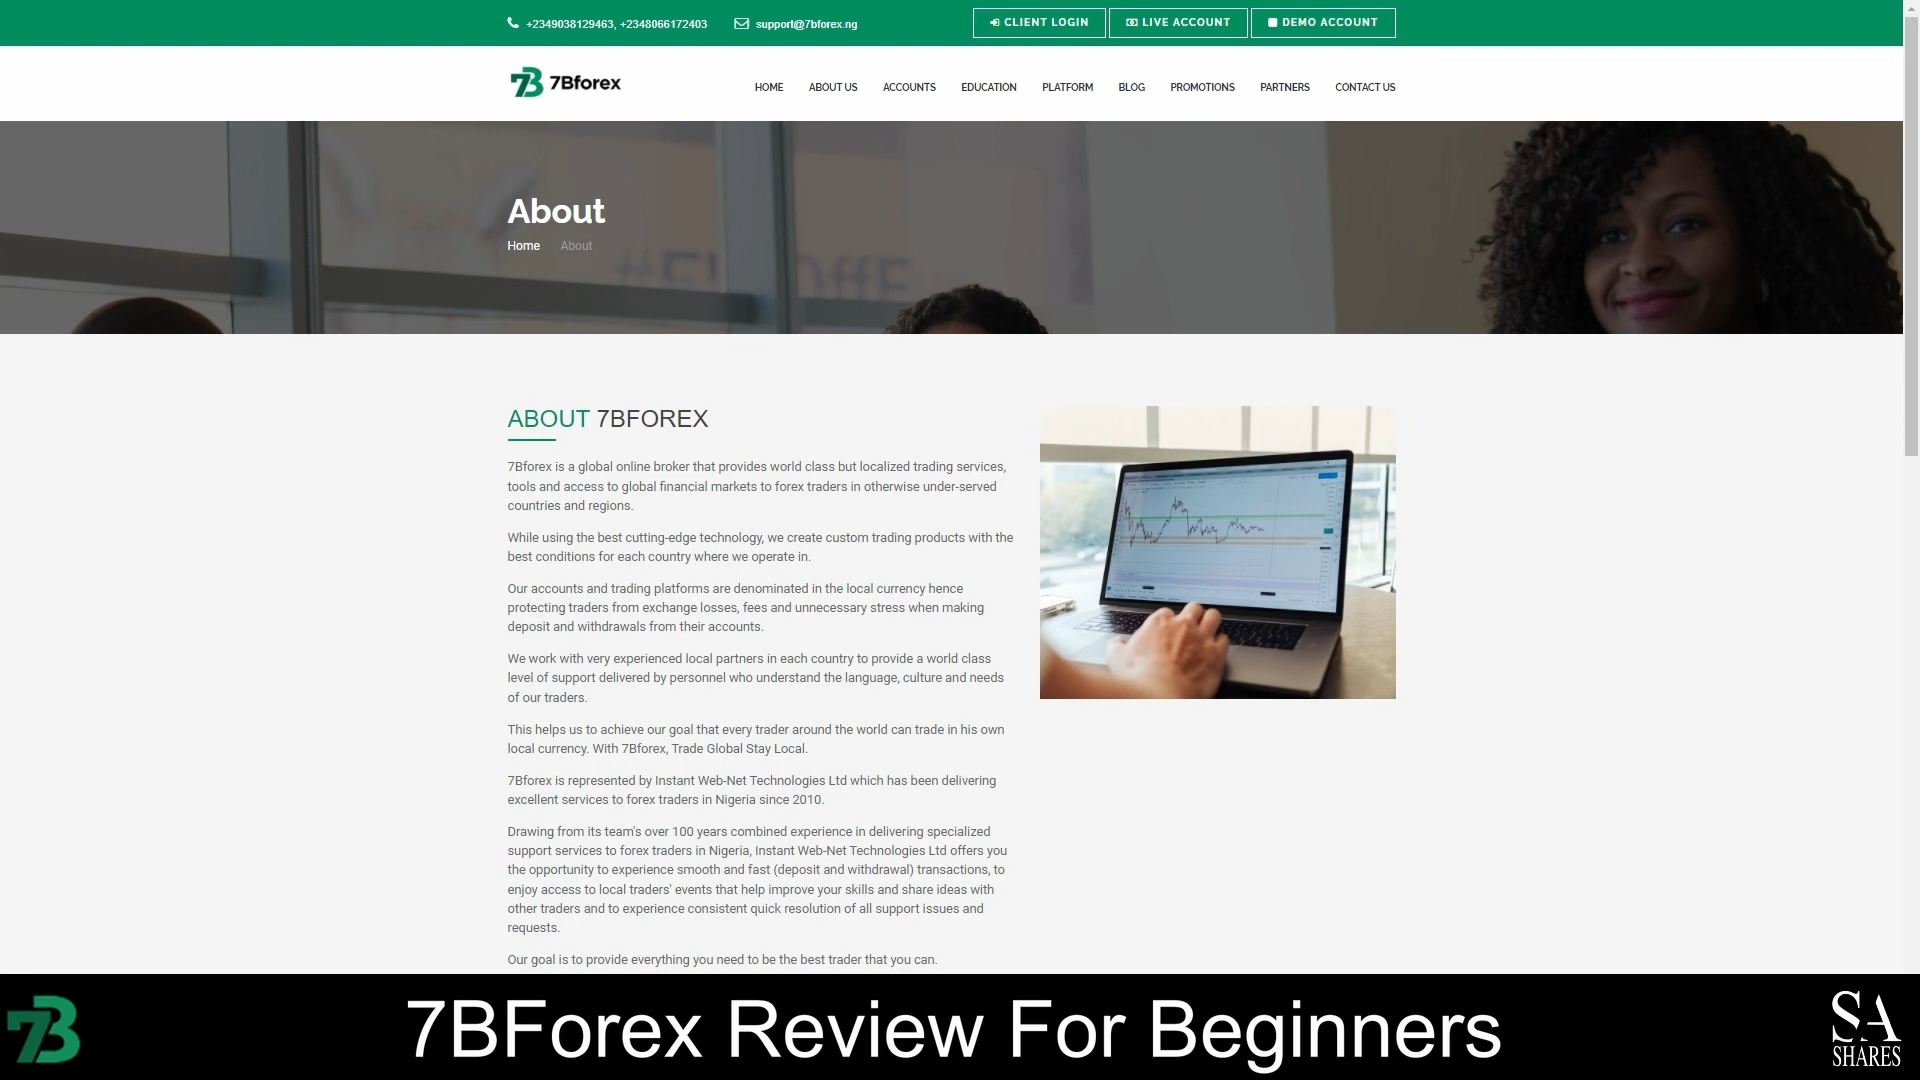 +2349038129463, +2348066172403 support@7bforex.ng CLIENT LOGIN LIVE ACCOUNT DEMO ACCOUNT
7Bforex HOME ABOUT US ACCOUNTS EDUCATION PLATFORM BLOG PROMOTIONS PARTNERS CONTACT US
About
Home About
ABOUT 7BFOREX
7Bforex is a global online broker that provides world class but localized trading services,
tools and access to global financial markets to forex traders in otherwise under-served
countries and regions.
While using the best cutting-edge technology, we create custom trading products with the
best conditions for each country where we operate in.
Our accounts and trading platforms are denominated in the local currency hence
protecting traders from exchange losses, fees and unnecessary stress when making
deposit and withdrawals from their accounts.
We work with very experienced local partners in each country to provide a world class
level of support delivered by personnel who understand the language, culture and needs
of our traders.
This helps us to achieve our goal that every trader around the world can trade in his own
local currency. With 7Bforex, Trade Global Stay Local.
7Bforex is represented by Instant Web-Net Technologies Ltd which has been delivering
excellent services to forex traders in Nigeria since 2010.
Drawing from its team's over 100 years combined experience in delivering specialized
support services to forex traders in Nigeria, Instant Web-Net Technologies Ltd offers you
the opportunity to experience smooth and fast (deposit and withdrawal) transactions, to
enjoy access to local traders' events that help improve your skills and share ideas with
other traders and to experience consistent quick resolution of all support issues and
requests.
Our goal is to provide everything you need to be the best trader that you can.
7B 7BForex Review For Beginners SA
SHARES